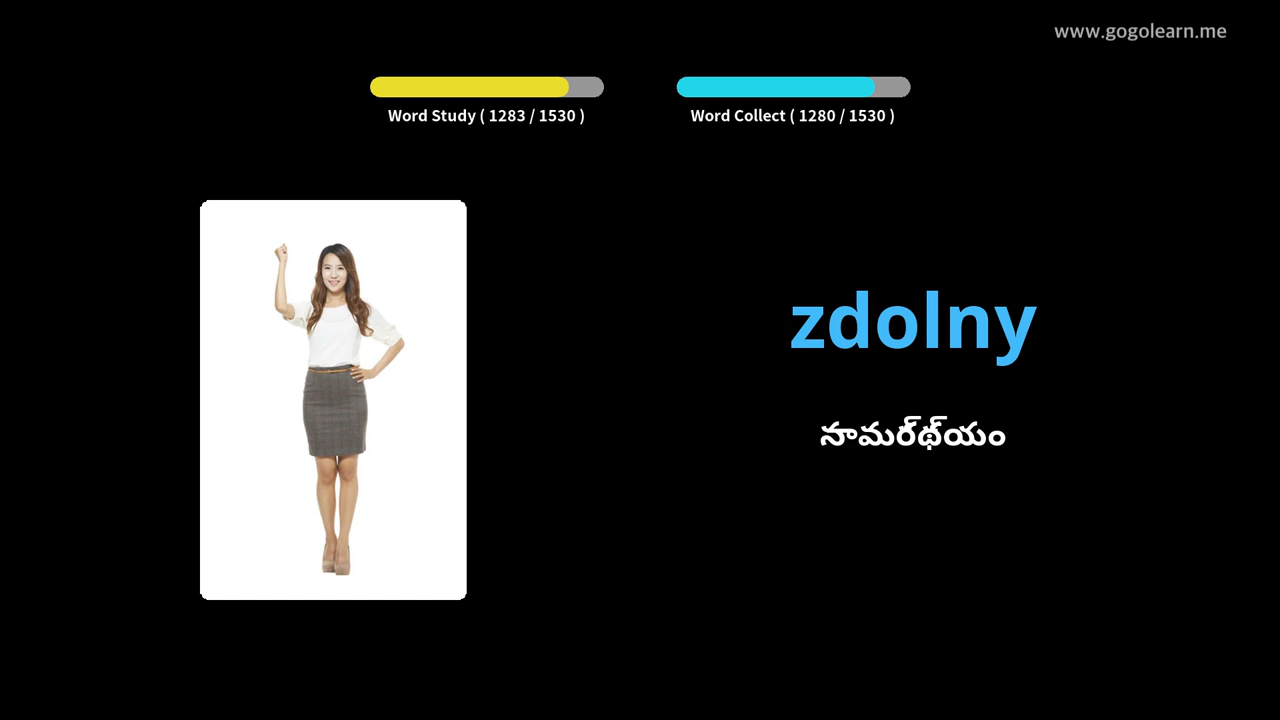 www.gogolearn.me
Word Study ( 1283 / 1530 )
Word Collect ( 1280 / 1530 )
zdolny
సామర్థ్యం